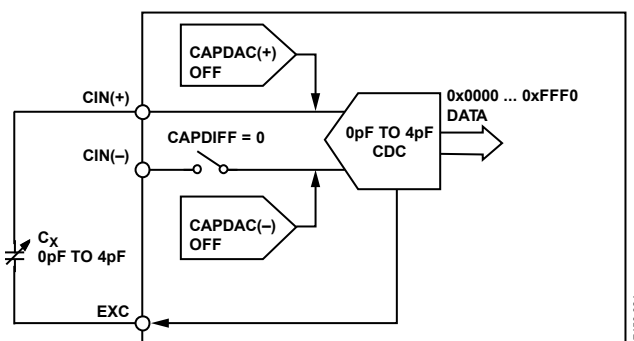 CAPDAC(+)
OFF
CIN(+)
0x0000 ... 0xFFF0
DATA
CAPDIFF = 0
0pF TO 4pF
CDC
CIN(–)
CAPDAC(–)
OFF
CX
0pF TO 4pF
EXC